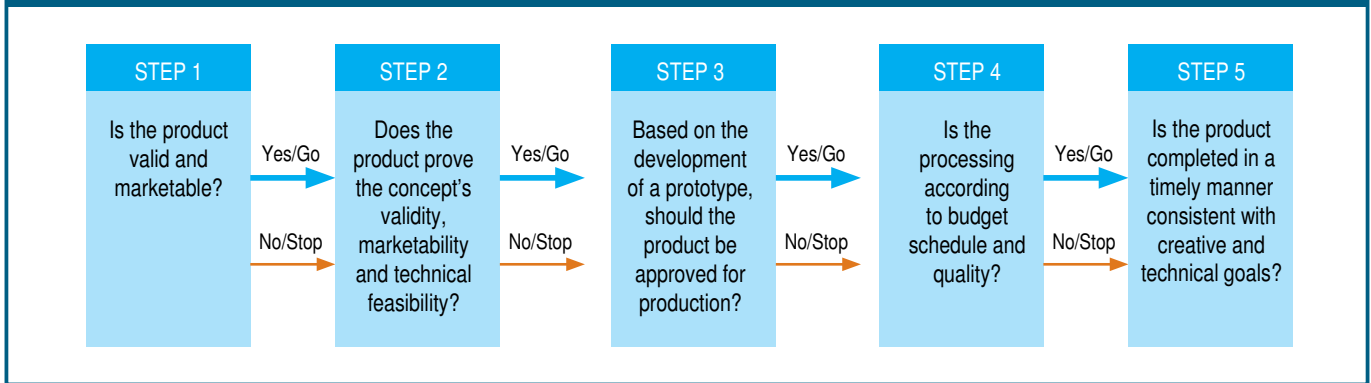 STEP 1
Is the product
valid and
marketable?
Yes/Go
No/Stop
STEP 2
Does the
product prove
the concept's
validity,
marketability
and technical
feasibility?
Yes/Go
No/Stop
STEP 3
Based on the
development
of a prototype,
should the
product be
approved for
production?
Yes/Go
No/Stop
STEP 4
Is the
processing
according
to budget
schedule and
quality?
Yes/Go
No/Stop
STEP 5
Is the product
completed in a
timely manner
consistent with
creative and
technical goals?